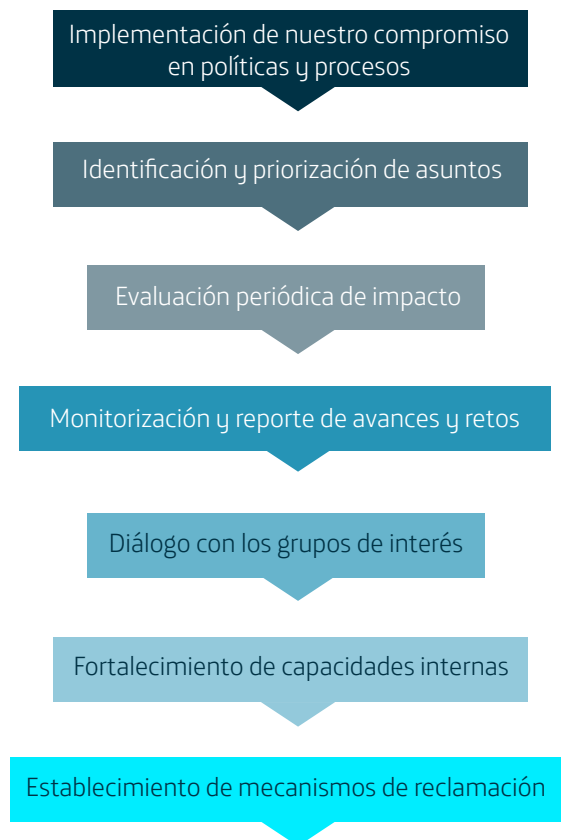 Implementación de nuestro compromiso
en políticas y procesos
Identificación y priorización de asuntos
Evaluación periódica de impacto
Monitorización y reporte de avances y retos
Diálogo con los grupos de interés
Fortalecimiento de capacidades internas
Establecimiento de mecanismos de reclamación